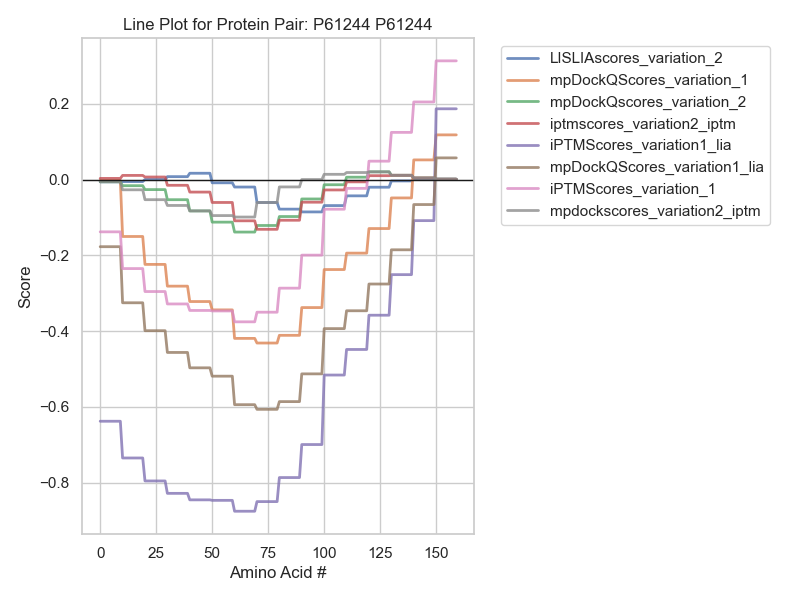 Line Plot for Protein Pair: P61244 P61244
LISLIAscores_variation_2
mpDockQScores_variation_1
mpDockQscores_variation_2
iptmscores_variation2_iptm
iPTMScores_variation1_lia
mpDockQScores_variation1_lia
iPTMScores_variation_1
mpdockscores_variation2_iptm
Score
0.2
0.0
−0.2
−0.4
−0.6
−0.8
0 25 50 75 100 125 150
Amino Acid #